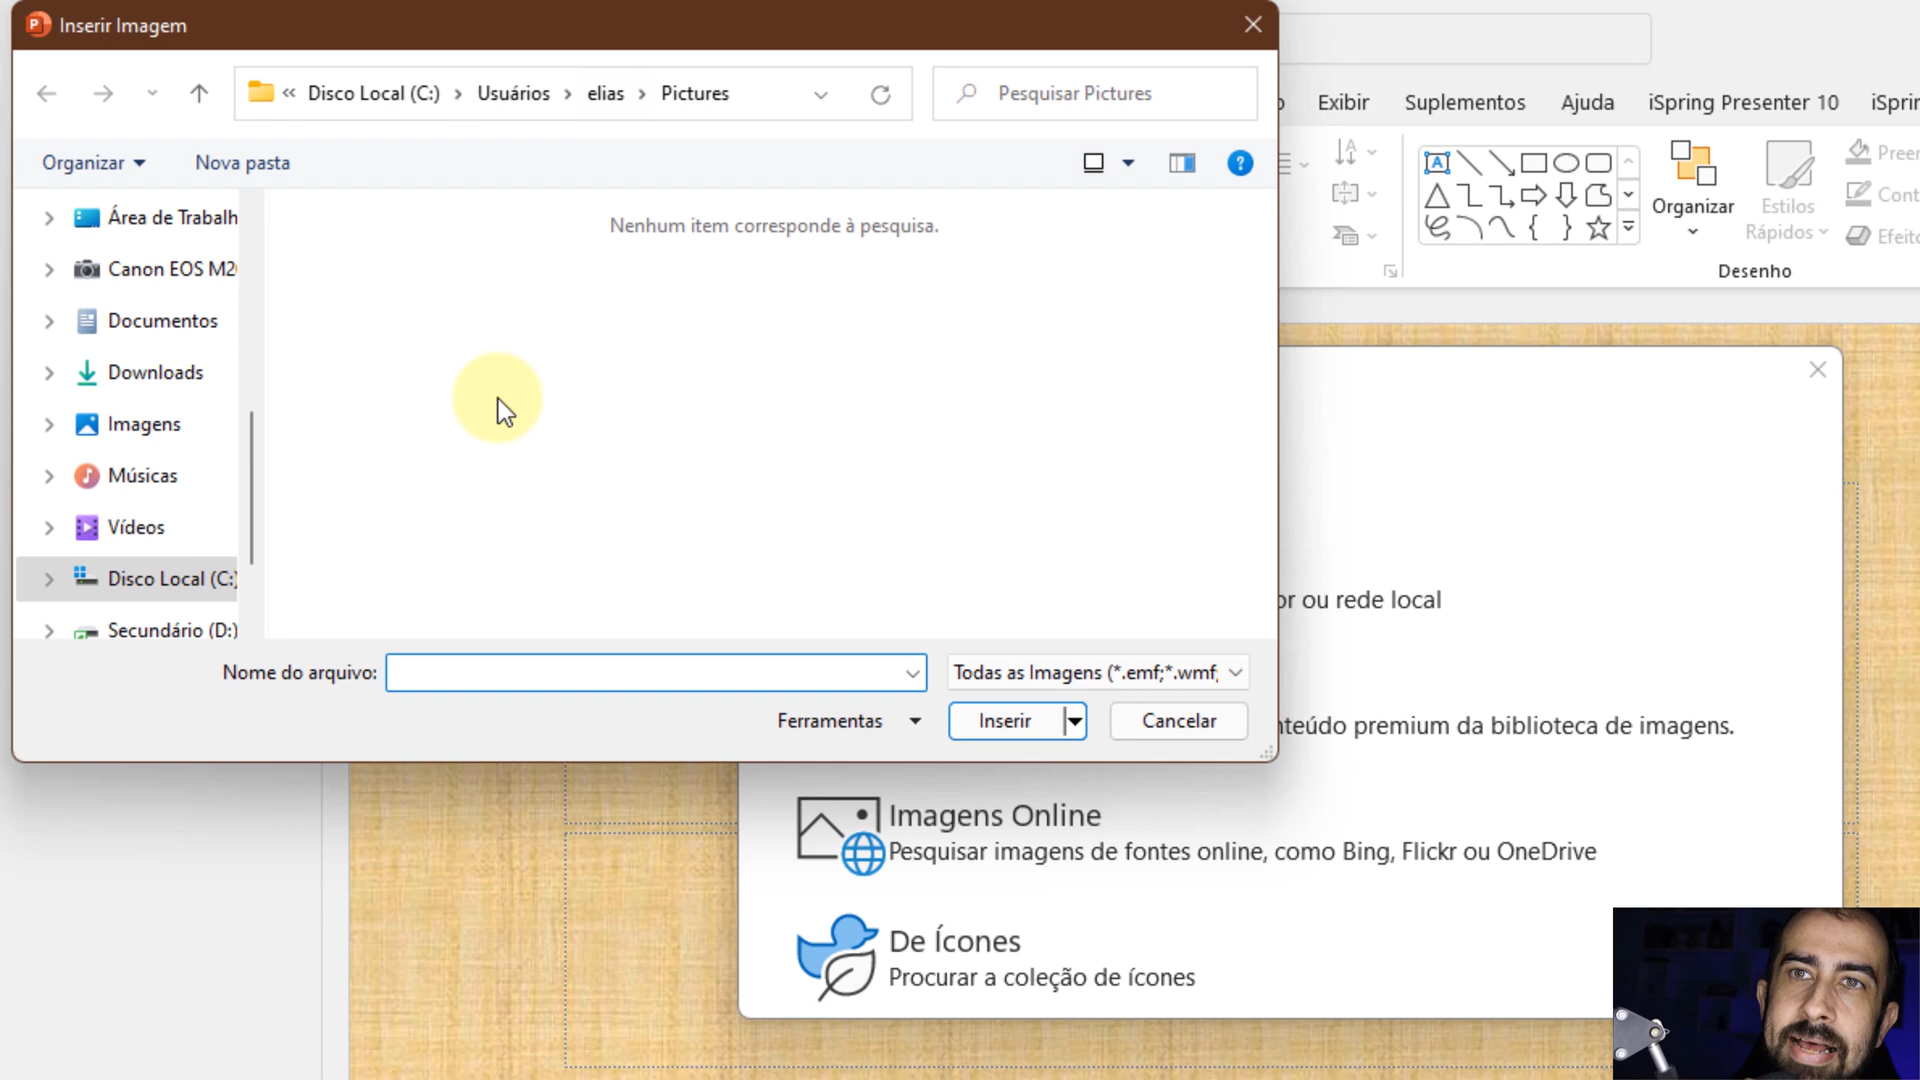 Inserir Imagem
« Disco Local (C:) > Usuários > elias > Pictures
Pesquisar Pictures
Organizar
Nova pasta
Área de Trabalh
Canon EOS M2
Documentos
Downloads
Imagens
Músicas
Vídeos
Disco Local (C:)
Secundário (D:)
Nenhum item corresponde à pesquisa.
Nome do arquivo:
Todas as Imagens (*.emf;*.wmf;
Ferramentas
Inserir
Cancelar
Exibir
Suplementos
Ajuda
iSpring Presenter 10
iSprin
Organizar
Estilos
Rápidos
Preen
Cont
Efeito
Desenho
or ou rede local
nteúdo premium da biblioteca de imagens.
Imagens Online
Pesquisar imagens de fontes online, como Bing, Flickr ou OneDrive
De Ícones
Procurar a coleção de ícones